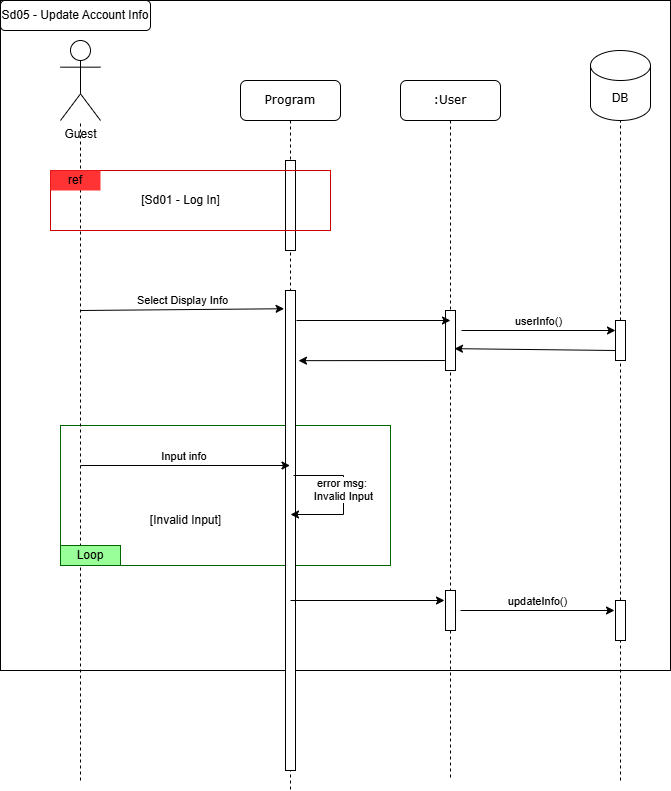 Sd05 - Update Account Info
Program
:User
DB
Guest
ref
[Sd01 - Log In]
Select Display Info
userInfo()
Input info
error msg:
Invalid Input
[Invalid Input]
Loop
updateInfo()